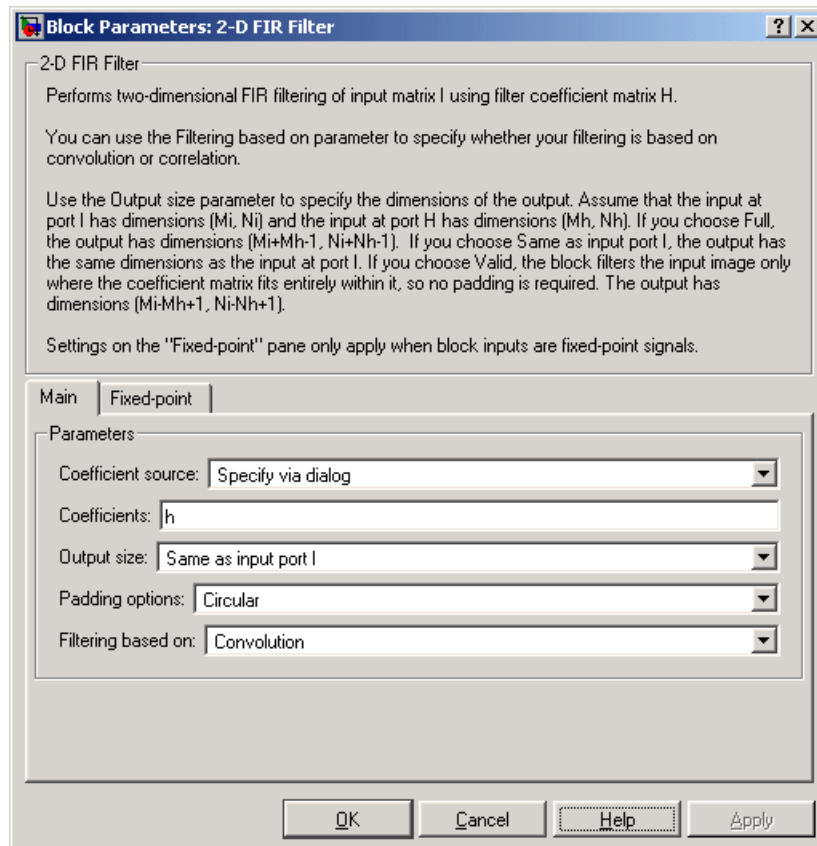 Block Parameters: 2-D FIR Filter
2-D FIR Filter
Performs two-dimensional FIR filtering of input matrix I using filter coefficient matrix H.
You can use the Filtering based on parameter to specify whether your filtering is based on
convolution or correlation.
Use the Output size parameter to specify the dimensions of the output. Assume that the input at
port I has dimensions (Mi, Ni) and the input at port H has dimensions (Mh, Nh). If you choose Full,
the output has dimensions (Mi+Mh-1, Ni+Nh-1). If you choose Same as input port I, the output has
the same dimensions as the input at port I. If you choose Valid, the block filters the input image only
where the coefficient matrix fits entirely within it, so no padding is required. The output has
dimensions (Mi-Mh+1, Ni-Nh+1).
Settings on the "Fixed-point" pane only apply when block inputs are fixed-point signals.
Main Fixed-point
Parameters
Coefficient source: Specify via dialog
Coefficients: h
Output size: Same as input port I
Padding options: Circular
Filtering based on: Convolution
OK Cancel Help Apply